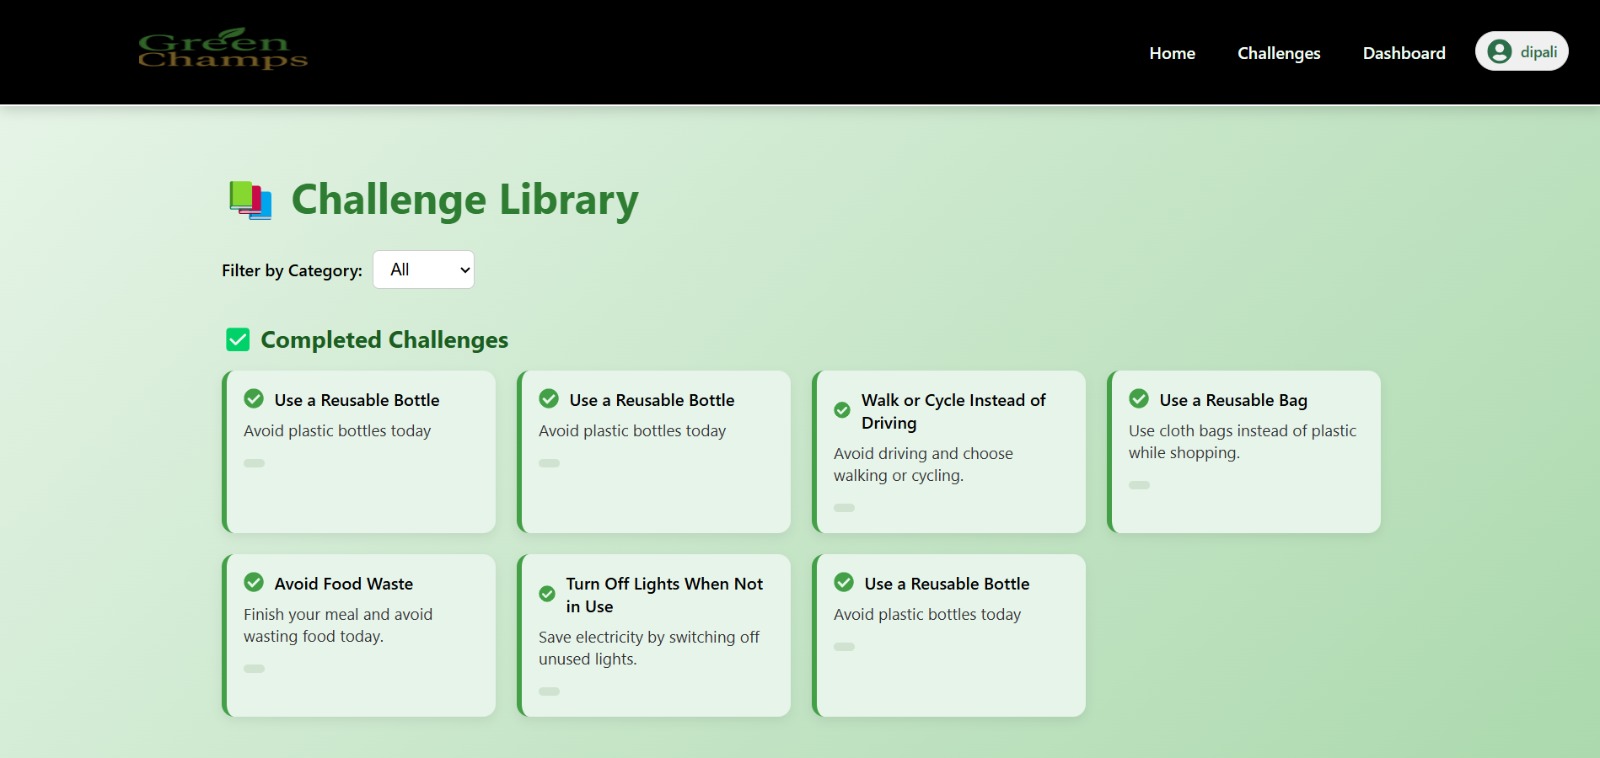 Green
Champs
Home
Challenges
Dashboard
dipali
Challenge Library
Filter by Category:
All
Completed Challenges
Use a Reusable Bottle
Avoid plastic bottles today
Use a Reusable Bottle
Avoid plastic bottles today
Walk or Cycle Instead of
Driving
Avoid driving and choose
walking or cycling.
Use a Reusable Bag
Use cloth bags instead of plastic
while shopping.
Avoid Food Waste
Finish your meal and avoid
wasting food today.
Turn Off Lights When Not
in Use
Save electricity by switching off
unused lights.
Use a Reusable Bottle
Avoid plastic bottles today